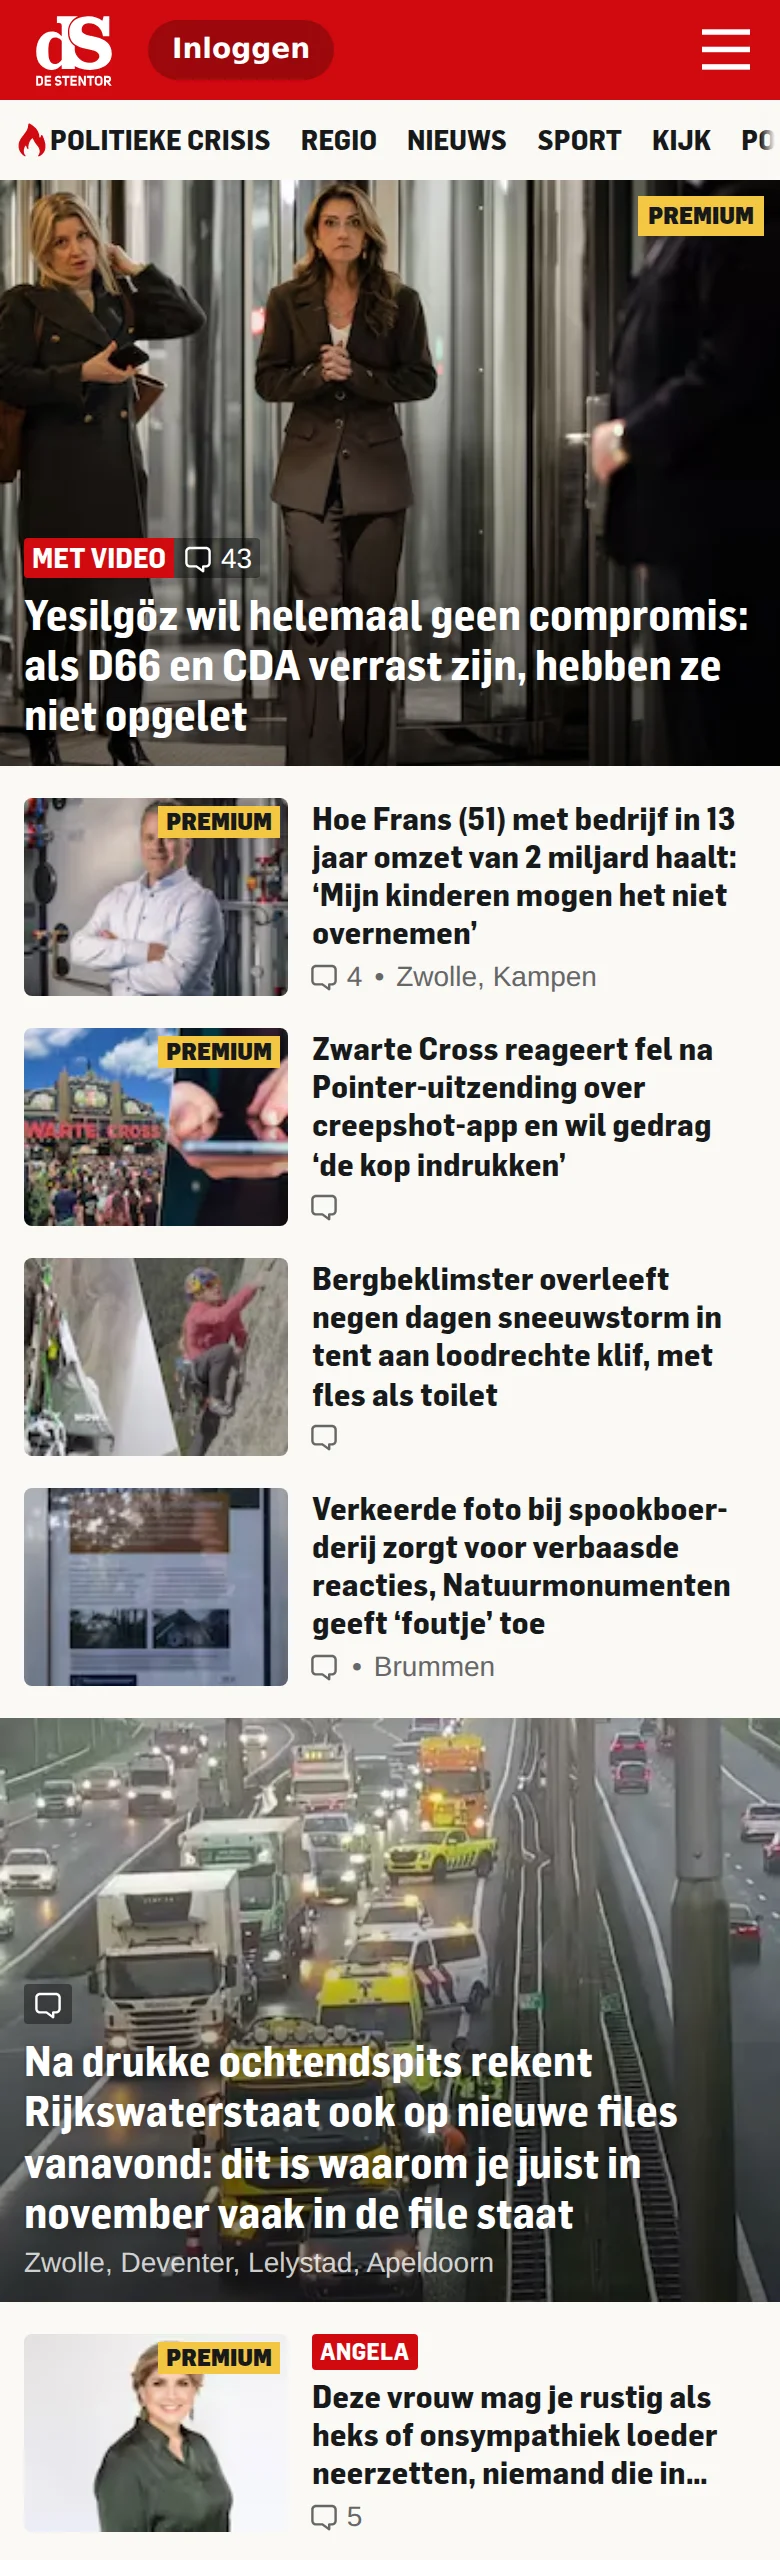 dS
DE STENTOR
Inloggen
POLITIEKE CRISIS REGIO NIEUWS SPORT KIJK PO
PREMIUM
MET VIDEO 43
Yesilgöz wil helemaal geen compromis:
als D66 en CDA verrast zijn, hebben ze
niet opgelet
PREMIUM
Hoe Frans (51) met bedrijf in 13
jaar omzet van 2 miljard haalt:
‘Mijn kinderen mogen het niet
overnemen’
4 • Zwolle, Kampen
PREMIUM
WARTE CROSS
Zwarte Cross reageert fel na
Pointer-uitzending over
creepshot-app en wil gedrag
‘de kop indrukken’
Bergbeklimster overleeft
negen dagen sneeuwstorm in
tent aan loodrechte klif, met
fles als toilet
Verkeerde foto bij spookboer-
derij zorgt voor verbaasde
reacties, Natuurmonumenten
geeft ‘foutje’ toe
• Brummen
Na drukke ochtendspits rekent
Rijkswaterstaat ook op nieuwe files
vanavond: dit is waarom je juist in
november vaak in de file staat
Zwolle, Deventer, Lelystad, Apeldoorn
PREMIUM
ANGELA
Deze vrouw mag je rustig als
heks of onsympathiek loeder
neerzetten, niemand die in...
5